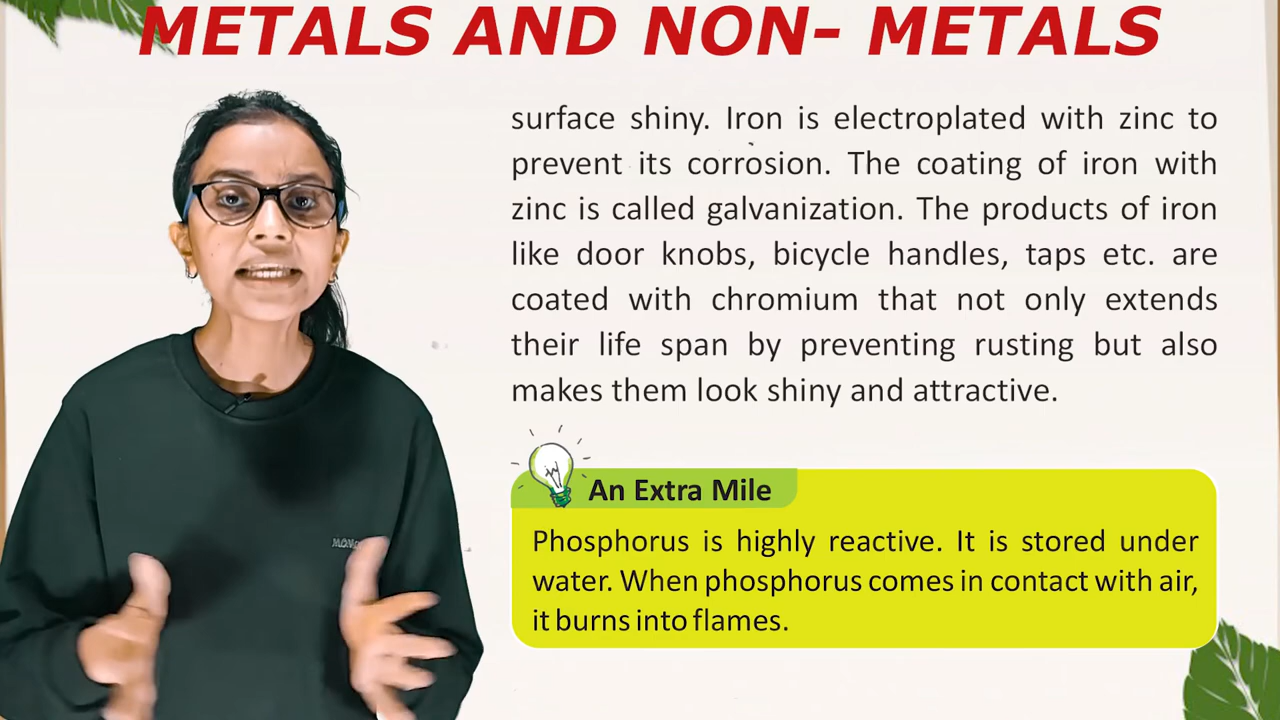 METALS AND NON- METALS
surface shiny. Iron is electroplated with zinc to
prevent its corrosion. The coating of iron with
zinc is called galvanization. The products of iron
like door knobs, bicycle handles, taps etc. are
coated with chromium that not only extends
their life span by preventing rusting but also
makes them look shiny and attractive.
An Extra Mile
Phosphorus is highly reactive. It is stored under
water. When phosphorus comes in contact with air,
it burns into flames.